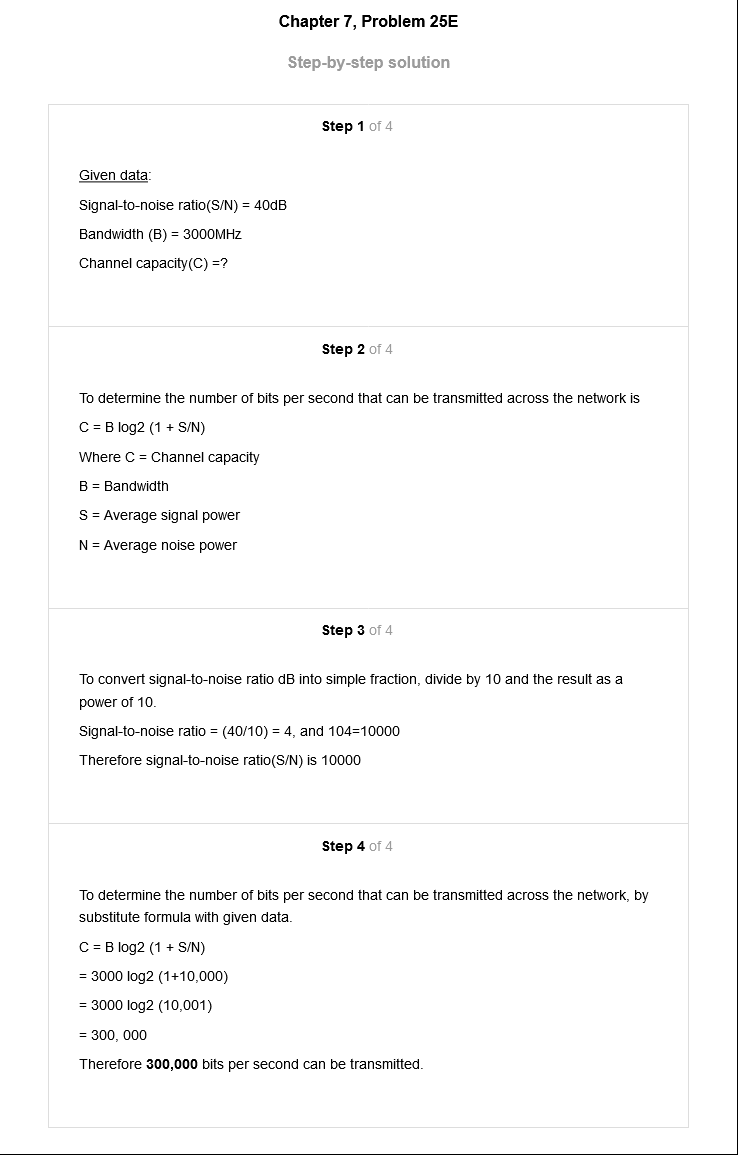 Chapter 7, Problem 25E
Step-by-step solution
Step 1 of 4
Given data:
Signal-to-noise ratio(S/N) = 40dB
Bandwidth (B) = 3000MHz
Channel capacity(C) =?
Step 2 of 4
To determine the number of bits per second that can be transmitted across the network is
C = B log2 (1 + S/N)
Where C = Channel capacity
B = Bandwidth
S = Average signal power
N = Average noise power
Step 3 of 4
To convert signal-to-noise ratio dB into simple fraction, divide by 10 and the result as a
power of 10.
Signal-to-noise ratio = (40/10) = 4, and 104=10000
Therefore signal-to-noise ratio(S/N) is 10000
Step 4 of 4
To determine the number of bits per second that can be transmitted across the network, by
substitute formula with given data.
C = B log2 (1 + S/N)
= 3000 log2 (1+10,000)
= 3000 log2 (10,001)
= 300, 000
Therefore 300,000 bits per second can be transmitted.